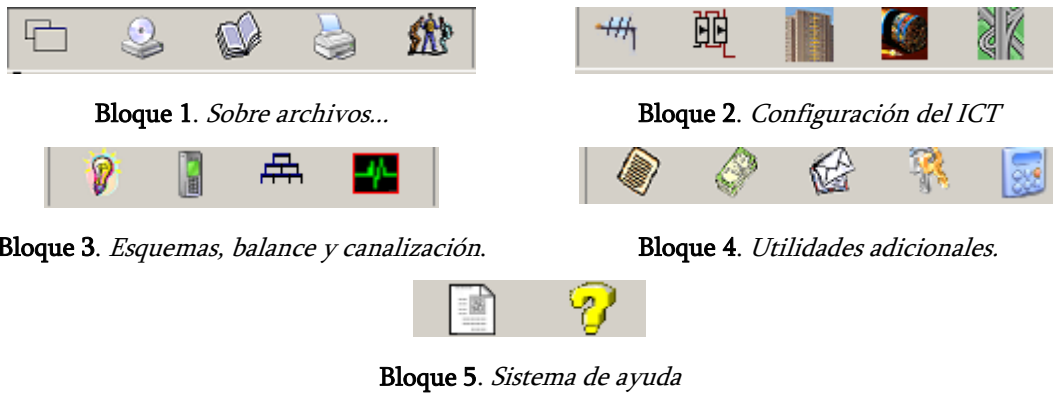 Bloque 1. Sobre archivos...
Bloque 2. Configuración del ICT
Bloque 3. Esquemas, balance y canalización.
Bloque 4. Utilidades adicionales.
Bloque 5. Sistema de ayuda